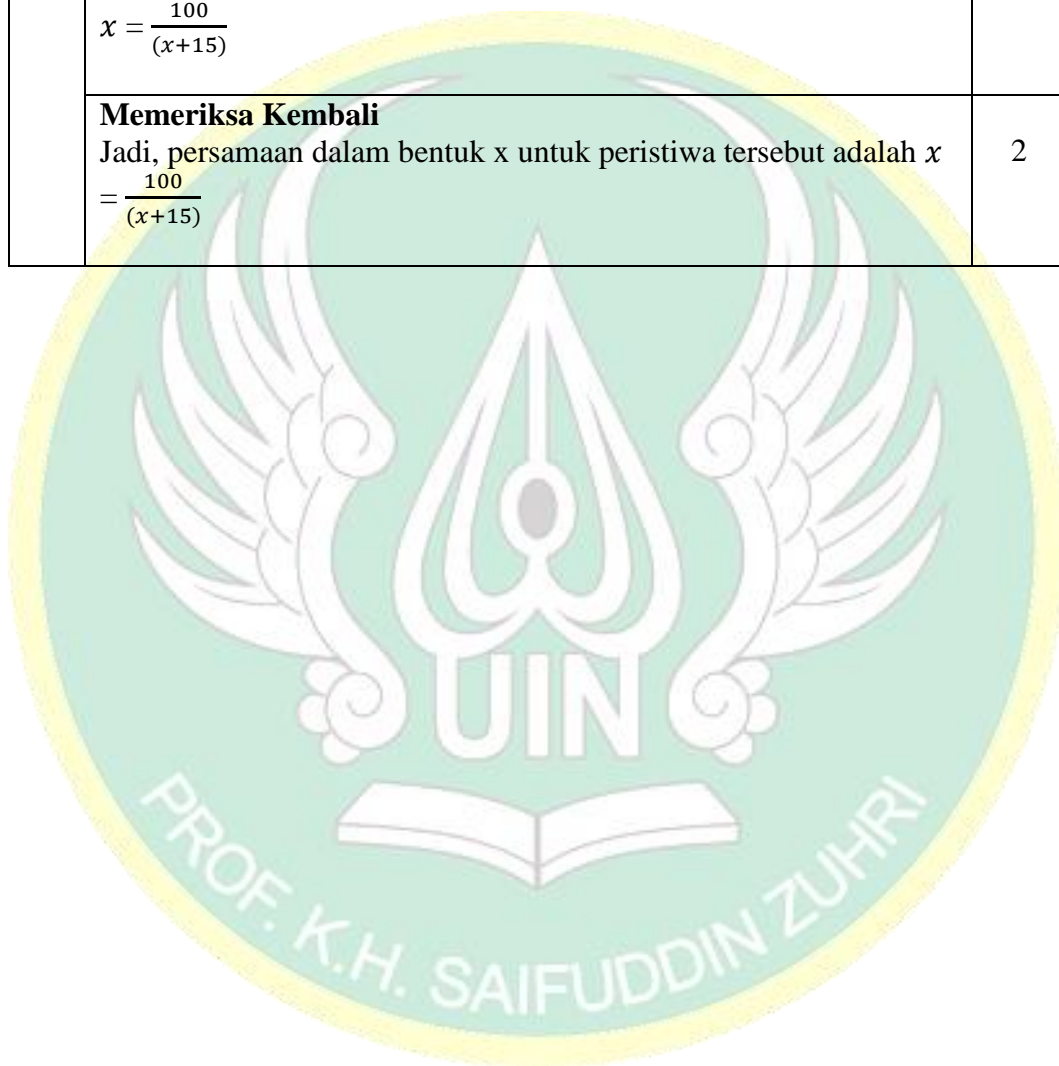 x = 100/(x+15)
Memeriksa Kembali
Jadi, persamaan dalam bentuk x untuk peristiwa tersebut adalah x
= 100/(x+15)
2
UIN
PROF. K.H. SAIFUDDIN ZUHRI